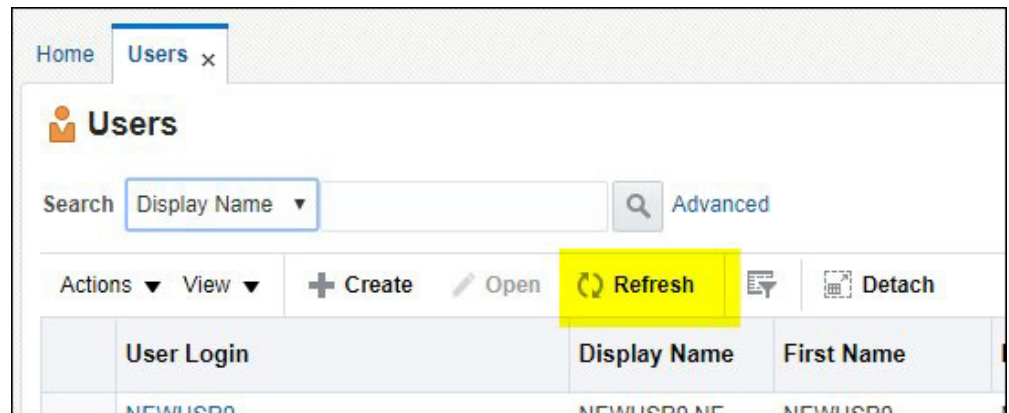 Home Users x
Users
Search Display Name Advanced
Actions View Create Open Refresh Detach
User Login Display Name First Name